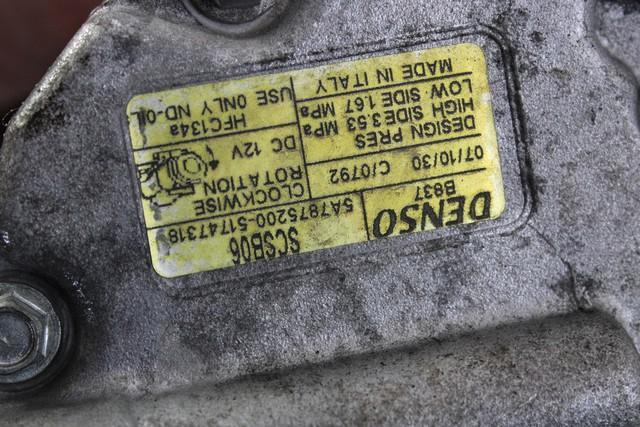 DENSO
SCSB06
B837
5A7875200-51747318
07/10/30 C/0792
CLOCKWISE
ROTATION
DESIGN PRES
HIGH SIDE 3.53 MPa
LOW SIDE 1.67 MPa
MADE IN ITALY
DC 12V
HFC134a
USE ONLY ND-OIL